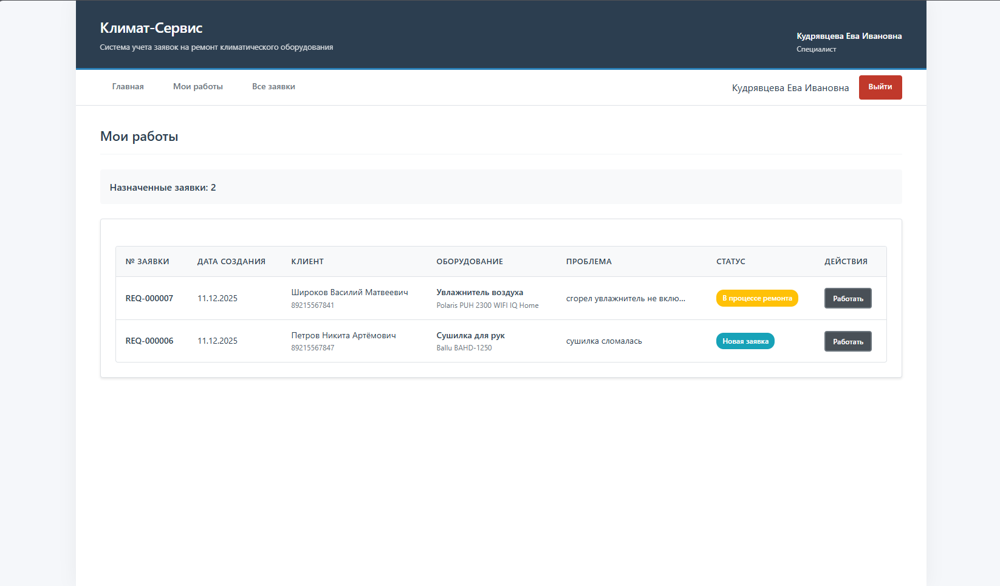 Климат-Сервис
Система учета заявок на ремонт климатического оборудования
Кудрявцева Ева Ивановна
Специалист
Главная Мои работы Все заявки Кудрявцева Ева Ивановна Выйти
Мои работы
Назначенные заявки: 2
№ ЗАЯВКИ ДАТА СОЗДАНИЯ КЛИЕНТ ОБОРУДОВАНИЕ ПРОБЛЕМА СТАТУС ДЕЙСТВИЯ
REQ-000007 11.12.2025 Широков Василий Матвеевич Увлажнитель воздуха сгорел увлажнитель не вклю... В процессе ремонта Работать
89215567841 Polaris PUH 2300 WIFI IQ Home
REQ-000006 11.12.2025 Петров Никита Артёмович Сушилка для рук сушилка сломалась Новая заявка Работать
89215567847 Ballu BAHD-1250